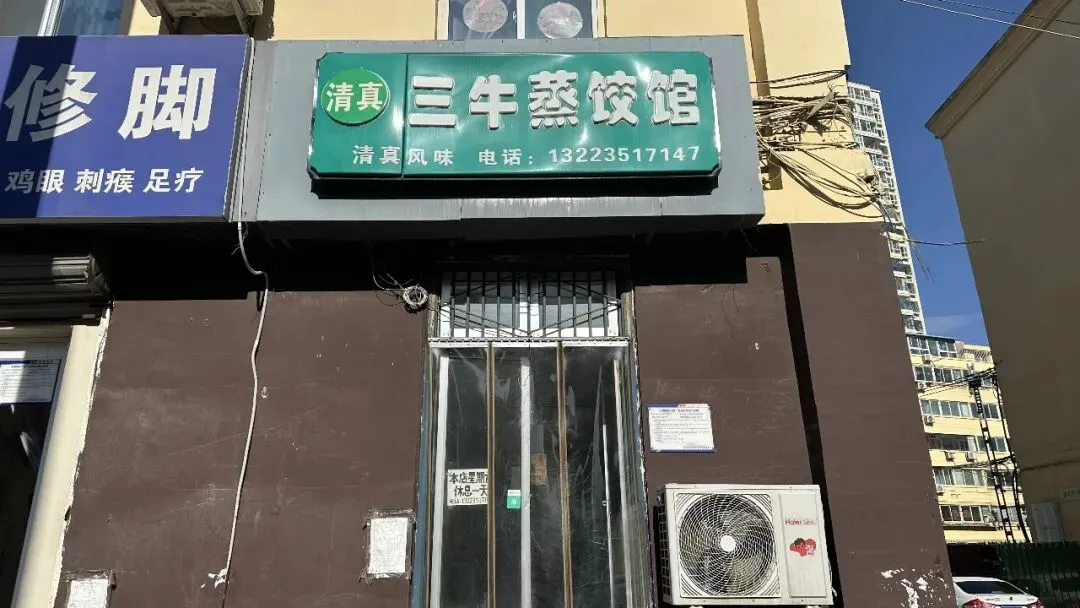 修脚
鸡眼 刺瘊 足疗
清真
三牛蒸饺馆
清真风味 电话：13223517147
本店星期
休息一天
Haier